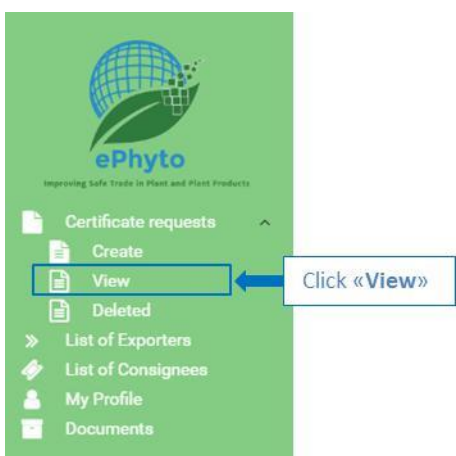 ePhyto
Improving Safe Trade in Plant and Plant Products
Certificate requests
Create
View
Click «View»
Deleted
List of Exporters
List of Consignees
My Profile
Documents